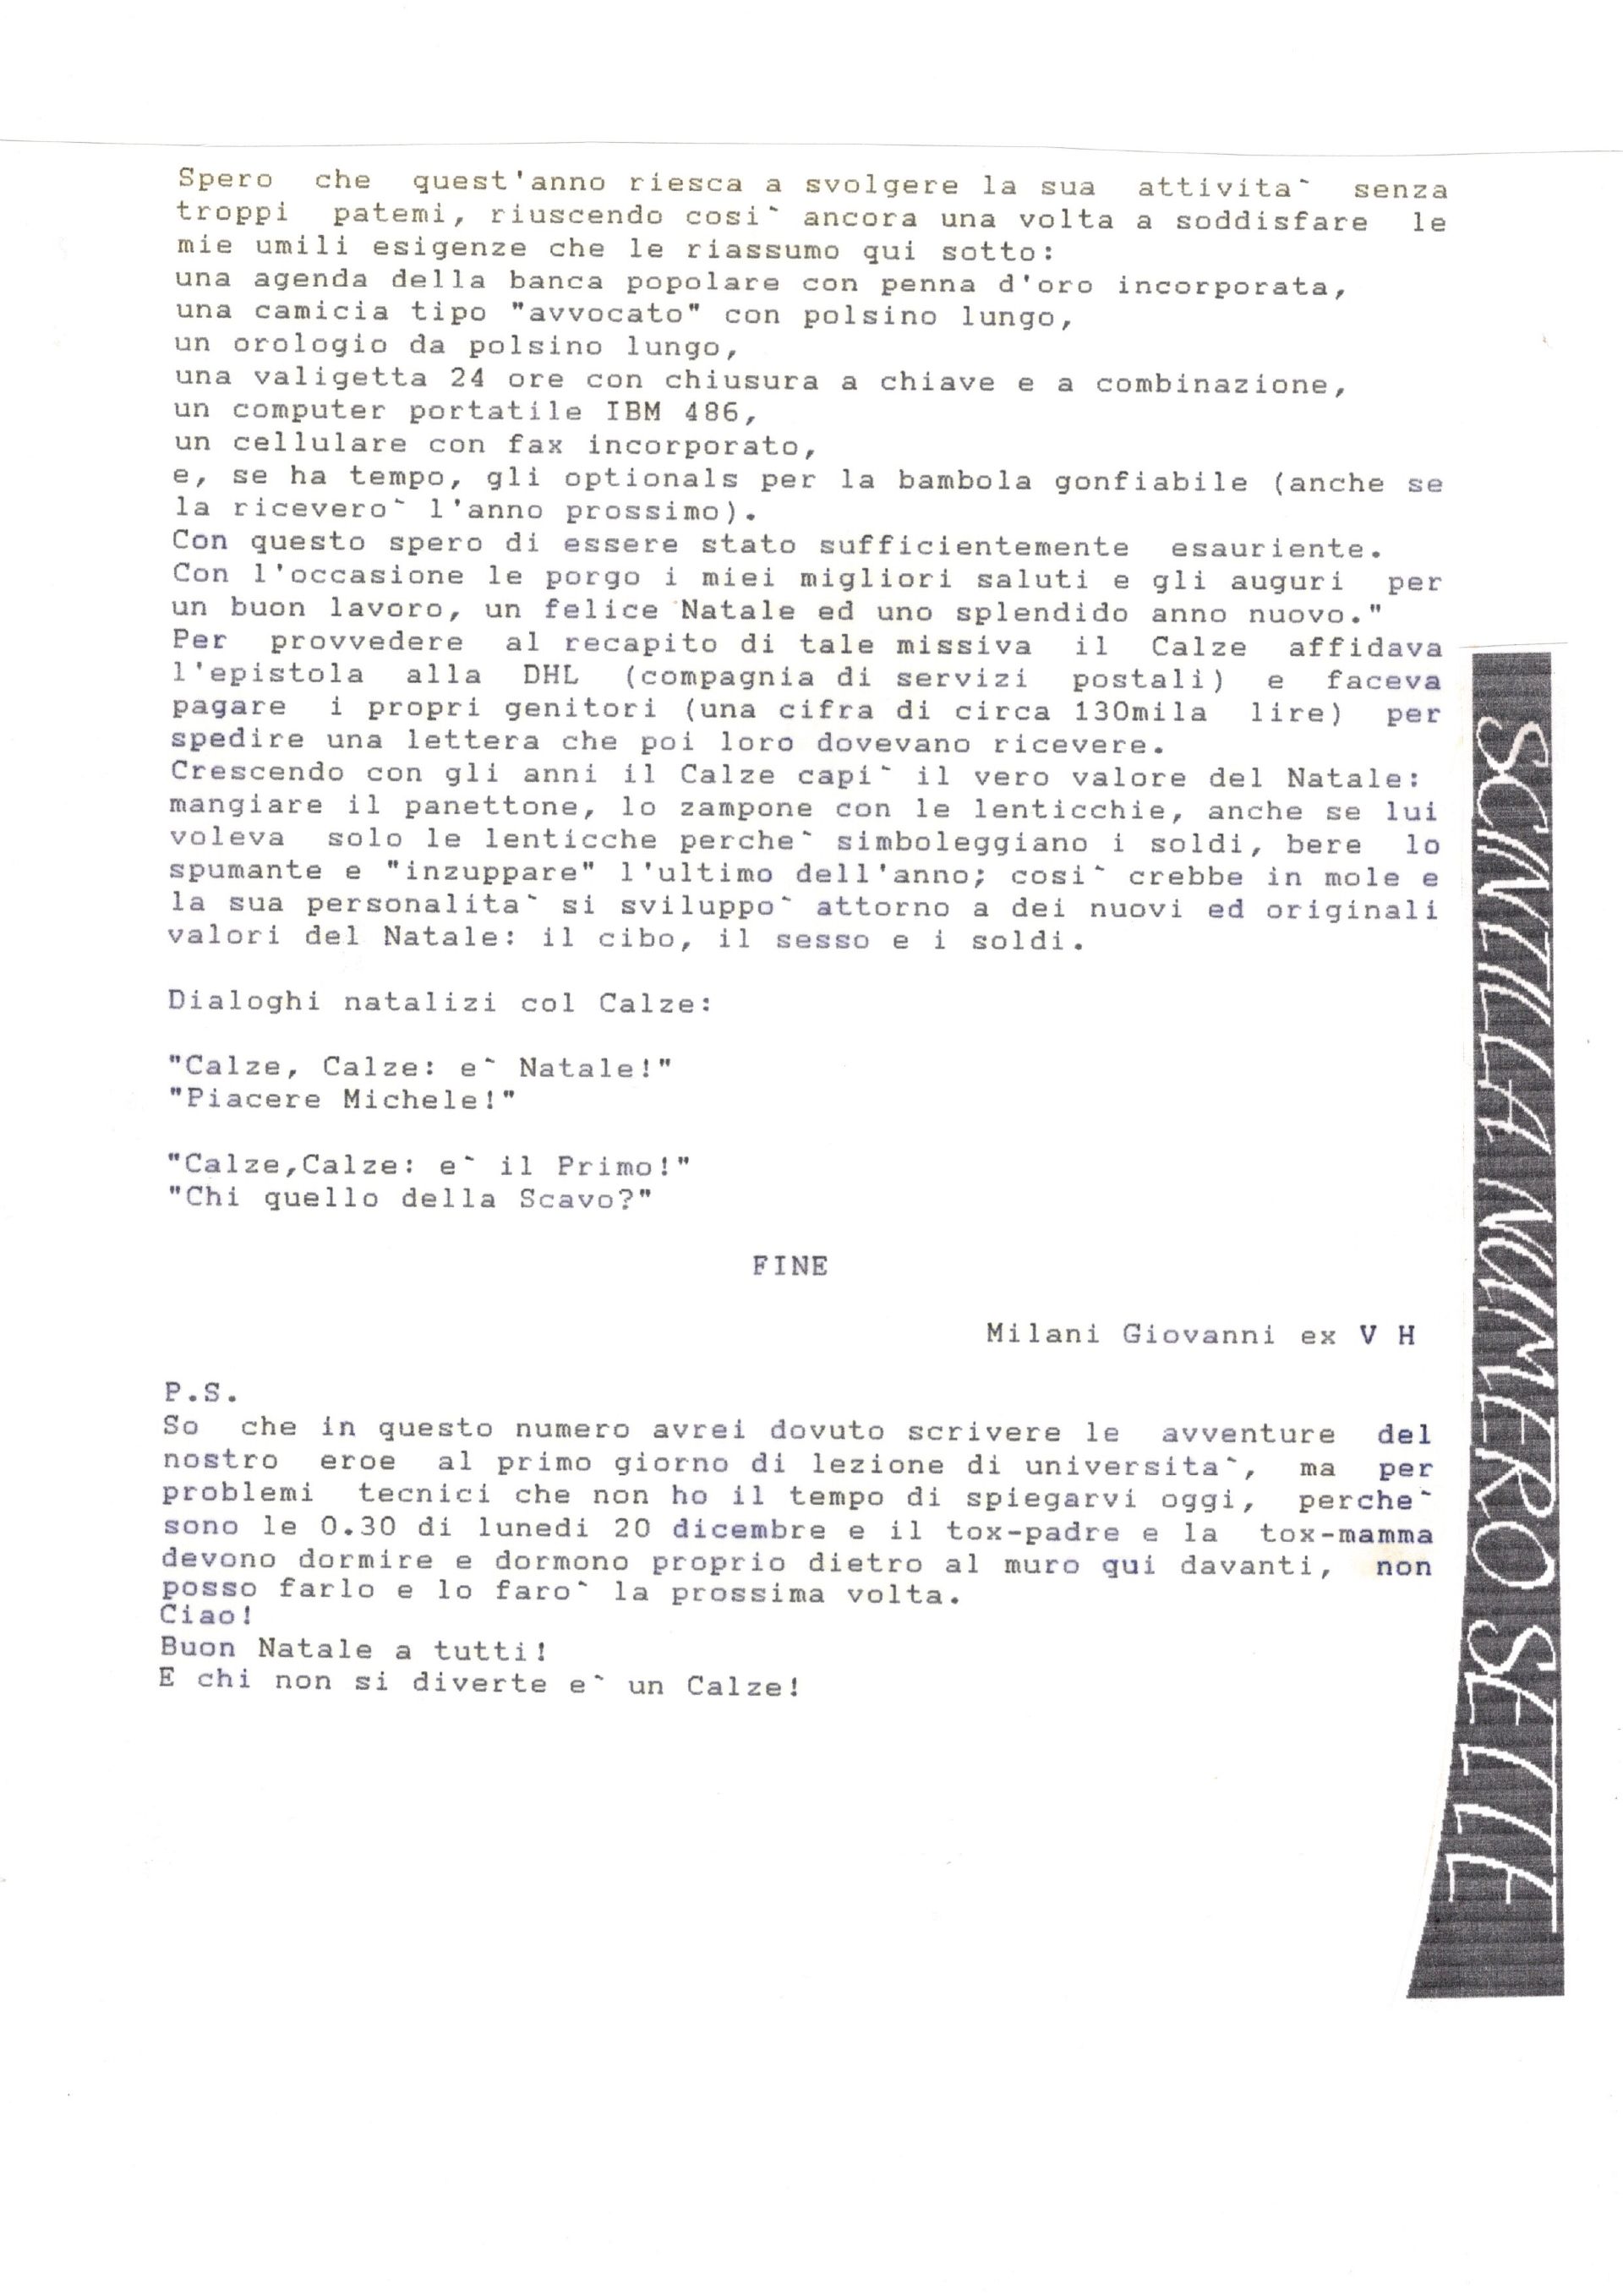 Spero che quest'anno riesca a svolgere la sua attivita` senza
troppi patemi, riuscendo cosi` ancora una volta a soddisfare le
mie umili esigenze che le riassumo qui sotto:
una agenda della banca popolare con penna d'oro incorporata,
una camicia tipo "avvocato" con polsino lungo,
un orologio da polsino lungo,
una valigetta 24 ore con chiusura a chiave e a combinazione,
un computer portatile IBM 486,
un cellulare con fax incorporato,
e, se ha tempo, gli optionals per la bambola gonfiabile (anche se
la ricevero` l'anno prossimo).
Con questo spero di essere stato sufficientemente esauriente.
Con l'occasione le porgo i miei migliori saluti e gli auguri per
un buon lavoro, un felice Natale ed uno splendido anno nuovo."
Per provvedere al recapito di tale missiva il Calze affidava
l'epistola alla DHL (compagnia di servizi postali) e faceva
pagare i propri genitori (una cifra di circa 130mila lire) per
spedire una lettera che poi loro dovevano ricevere.
Crescendo con gli anni il Calze capi` il vero valore del Natale:
mangiare il panettone, lo zampone con le lenticchie, anche se lui
voleva solo le lenticche perche` simboleggiano i soldi, bere lo
spumante e "inzuppare" l'ultimo dell'anno; cosi` crebbe in mole e
la sua personalita` si sviluppo` attorno a dei nuovi ed originali
valori del Natale: il cibo, il sesso e i soldi.
Dialoghi natalizi col Calze:
"Calze, Calze: e` Natale!"
"Piacere Michele!"
"Calze,Calze: e` il Primo!"
"Chi quello della Scavo?"
FINE
Milani Giovanni ex V H
P.S.
So che in questo numero avrei dovuto scrivere le avventure del
nostro eroe al primo giorno di lezione di universita`, ma per
problemi tecnici che non ho il tempo di spiegarvi oggi, perche`
sono le 0.30 di lunedi 20 dicembre e il tox-padre e la tox-mamma
devono dormire e dormono proprio dietro al muro qui davanti, non
posso farlo e lo faro` la prossima volta.
Ciao!
Buon Natale a tutti!
E chi non si diverte e` un Calze!
SCINTILLA NUMERO SETTE